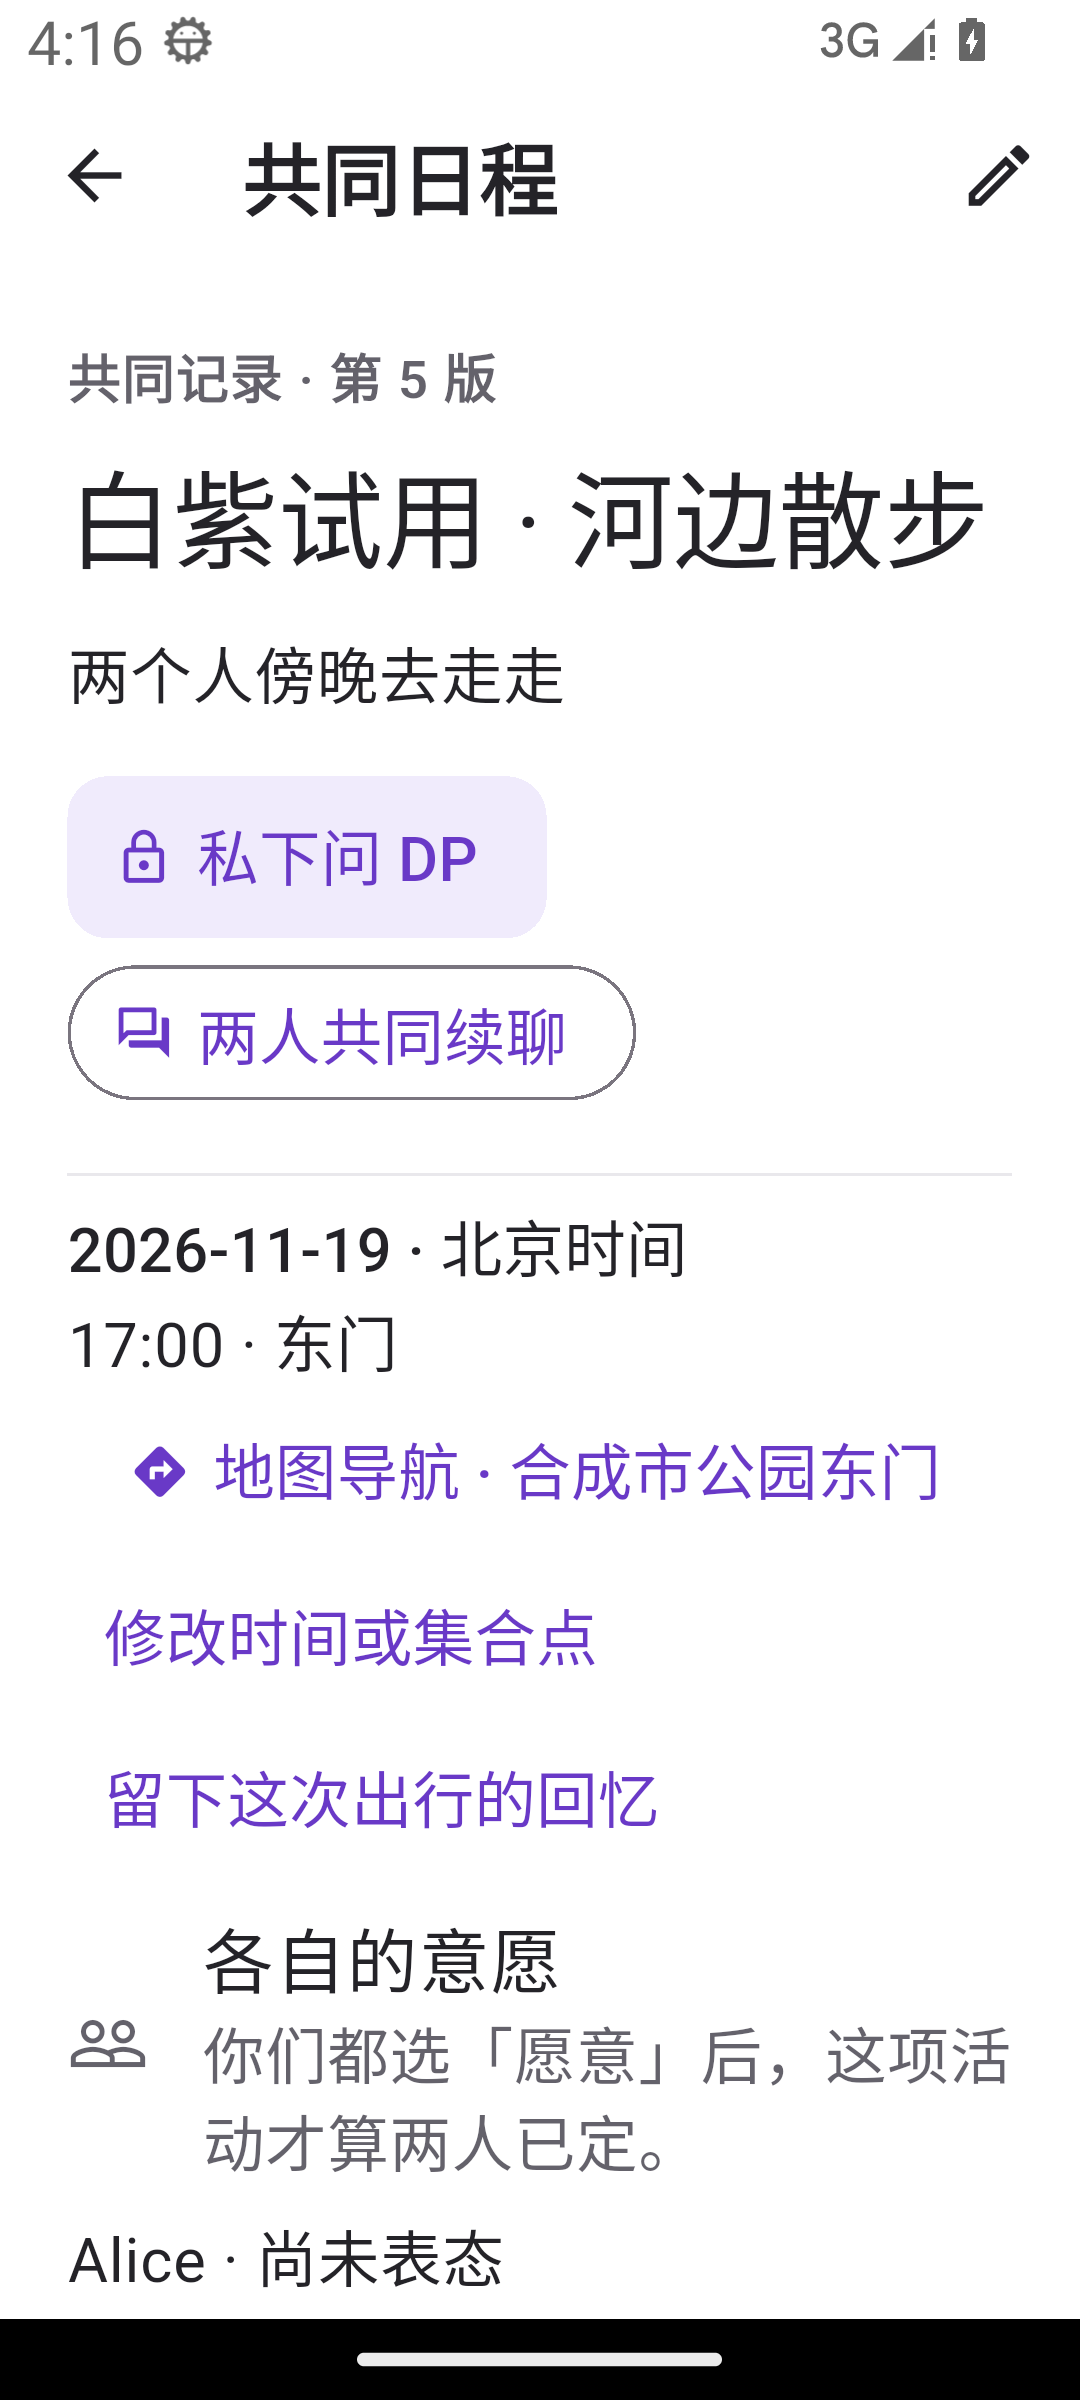 4:16
3G
共同日程
共同记录 · 第 5 版
白紫试用 · 河边散步
两个人傍晚去走走
私下问 DP
两人共同续聊
2026-11-19 · 北京时间
17:00 · 东门
地图导航 · 合成市公园东门
修改时间或集合点
留下这次出行的回忆
各自的意愿
你们都选「愿意」后，这项活
动才算两人已定。
Alice · 尚未表态